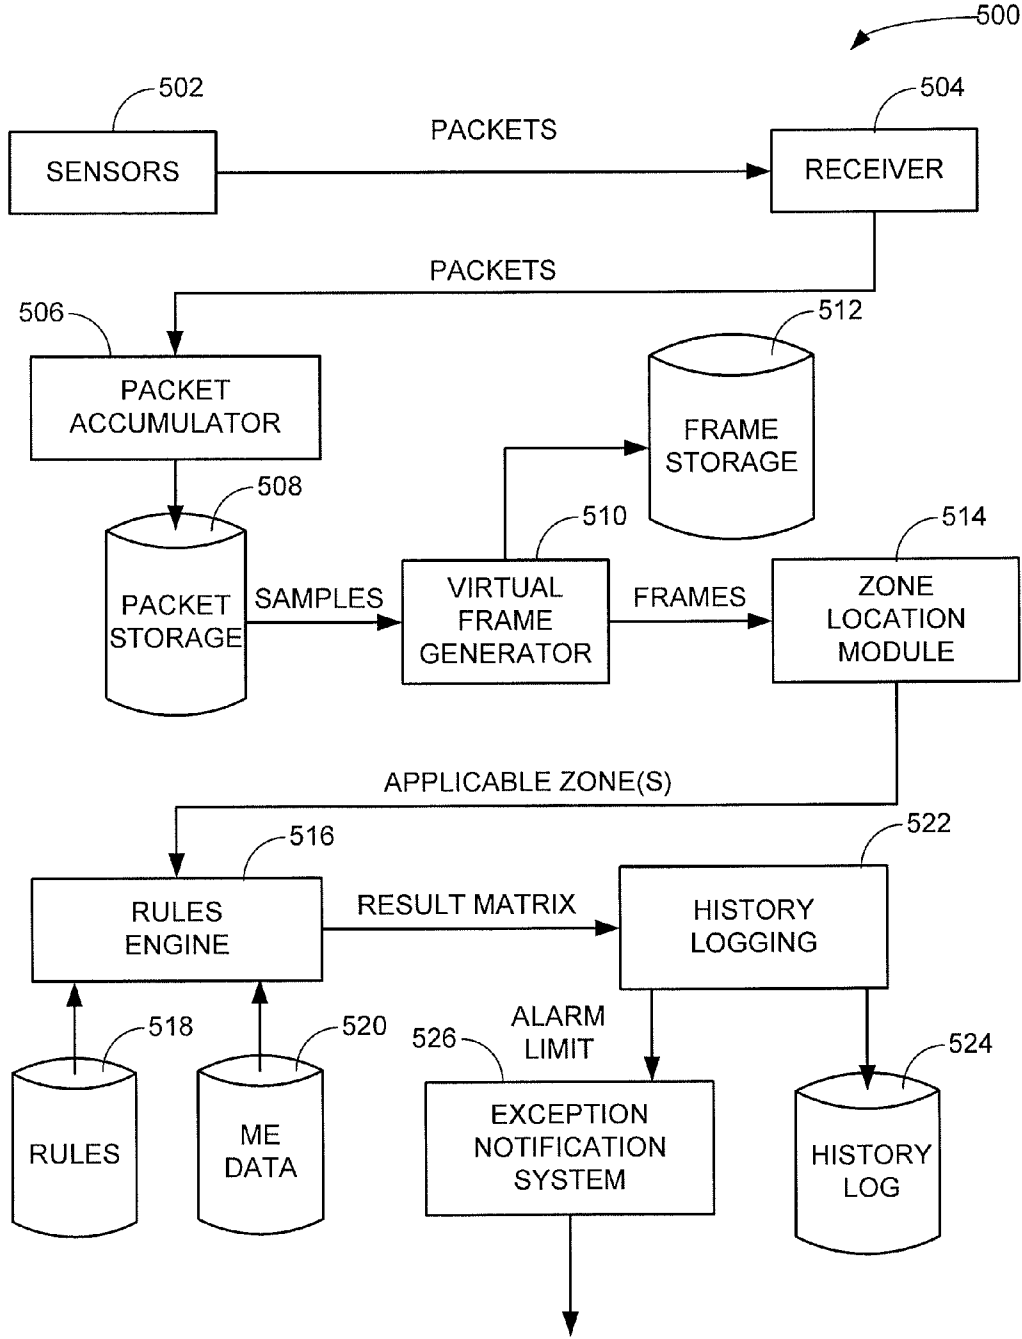 500
502
504
PACKETS
SENSORS
RECEIVER
PACKETS
506
512
PACKET
ACCUMULATOR
FRAME
STORAGE
508
510
514
PACKET
STORAGE
SAMPLES
VIRTUAL
FRAME
GENERATOR
FRAMES
ZONE
LOCATION
MODULE
APPLICABLE ZONE(S)
516
522
RULES
ENGINE
RESULT MATRIX
HISTORY
LOGGING
518
520
526
ALARM
LIMIT
524
RULES
ME
DATA
EXCEPTION
NOTIFICATION
SYSTEM
HISTORY
LOG